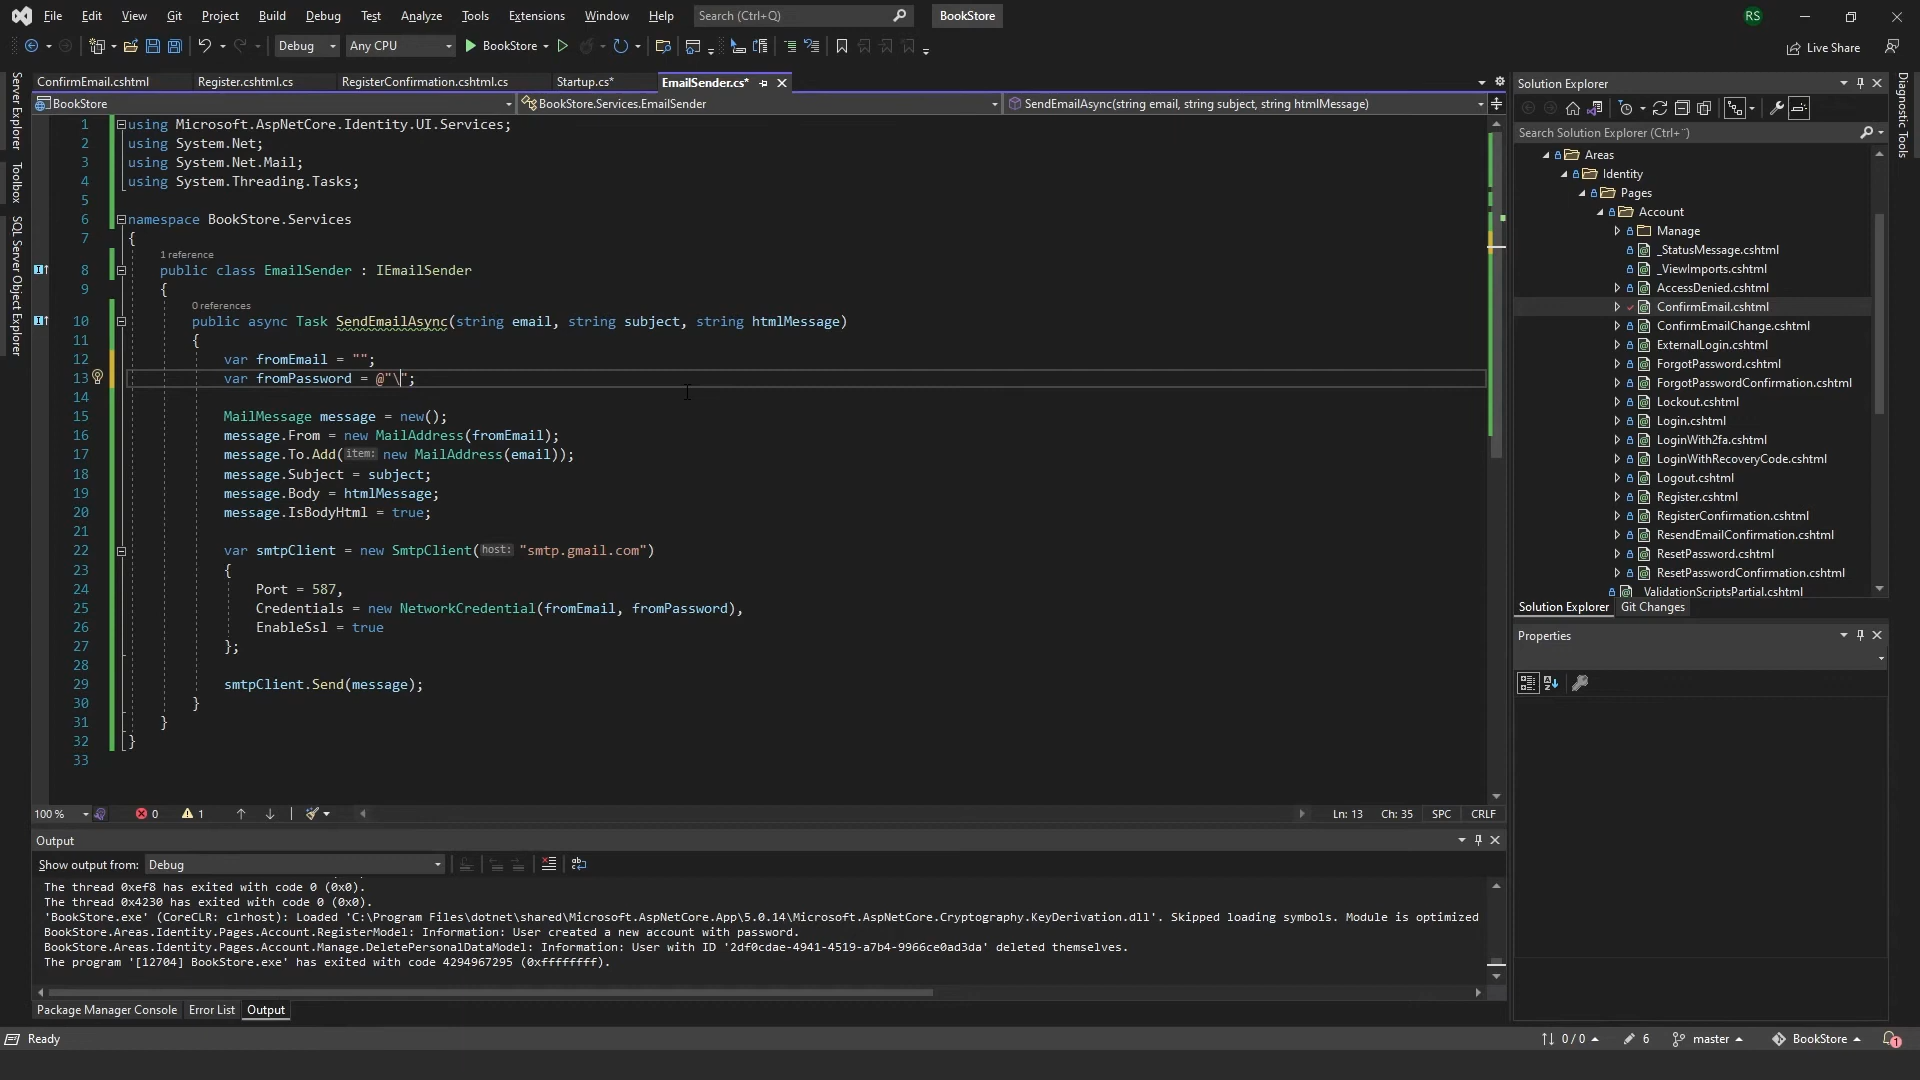 File Edit View Git Project Build Debug Test Analyze Tools Extensions Window Help Search (Ctrl+Q) BookStore RS
Debug Any CPU BookStore Live Share
ConfirmEmail.cshtml Register.cshtml.cs RegisterConfirmation.cshtml.cs Startup.cs* EmailSender.cs*
BookStore BookStore.Services.EmailSender SendEmailAsync(string email, string subject, string htmlMessage)
Server Explorer
Toolbox
SQL Server Object Explorer
1 using Microsoft.AspNetCore.Identity.UI.Services;
2 using System.Net;
3 using System.Net.Mail;
4 using System.Threading.Tasks;
5
6 namespace BookStore.Services
7 {
1 reference
8 public class EmailSender : IEmailSender
9 {
0 references
10 public async Task SendEmailAsync(string email, string subject, string htmlMessage)
11 {
12 var fromEmail = "";
13 var fromPassword = @"\";
14
15 MailMessage message = new();
16 message.From = new MailAddress(fromEmail);
17 message.To.Add(item: new MailAddress(email));
18 message.Subject = subject;
19 message.Body = htmlMessage;
20 message.IsBodyHtml = true;
21
22 var smtpClient = new SmtpClient(host: "smtp.gmail.com")
23 {
24 Port = 587,
25 Credentials = new NetworkCredential(fromEmail, fromPassword),
26 EnableSsl = true
27 };
28
29 smtpClient.Send(message);
30 }
31 }
32 }
33
100 % 0 1 Ln: 13 Ch: 35 SPC CRLF
Output
Show output from: Debug
The thread 0xef8 has exited with code 0 (0x0).
The thread 0x4230 has exited with code 0 (0x0).
'BookStore.exe' (CoreCLR: clrhost): Loaded 'C:\Program Files\dotnet\shared\Microsoft.AspNetCore.App\5.0.14\Microsoft.AspNetCore.Cryptography.KeyDerivation.dll'. Skipped loading symbols. Module is optimized
BookStore.Areas.Identity.Pages.Account.RegisterModel: Information: User created a new account with password.
BookStore.Areas.Identity.Pages.Account.Manage.DeletePersonalDataModel: Information: User with ID '2df0cdae-4941-4519-a7b4-9966ce0ad3da' deleted themselves.
The program '[12704] BookStore.exe' has exited with code 4294967295 (0xffffffff).
Package Manager Console Error List Output
Solution Explorer
Search Solution Explorer (Ctrl+¨)
Areas
Identity
Pages
Account
Manage
_StatusMessage.cshtml
_ViewImports.cshtml
AccessDenied.cshtml
ConfirmEmail.cshtml
ConfirmEmailChange.cshtml
ExternalLogin.cshtml
ForgotPassword.cshtml
ForgotPasswordConfirmation.cshtml
Lockout.cshtml
Login.cshtml
LoginWith2fa.cshtml
LoginWithRecoveryCode.cshtml
Logout.cshtml
Register.cshtml
RegisterConfirmation.cshtml
ResendEmailConfirmation.cshtml
ResetPassword.cshtml
ResetPasswordConfirmation.cshtml
_ValidationScriptsPartial.cshtml
Solution Explorer Git Changes
Properties
Diagnostic Tools
Ready 0 / 0 6 master BookStore 1